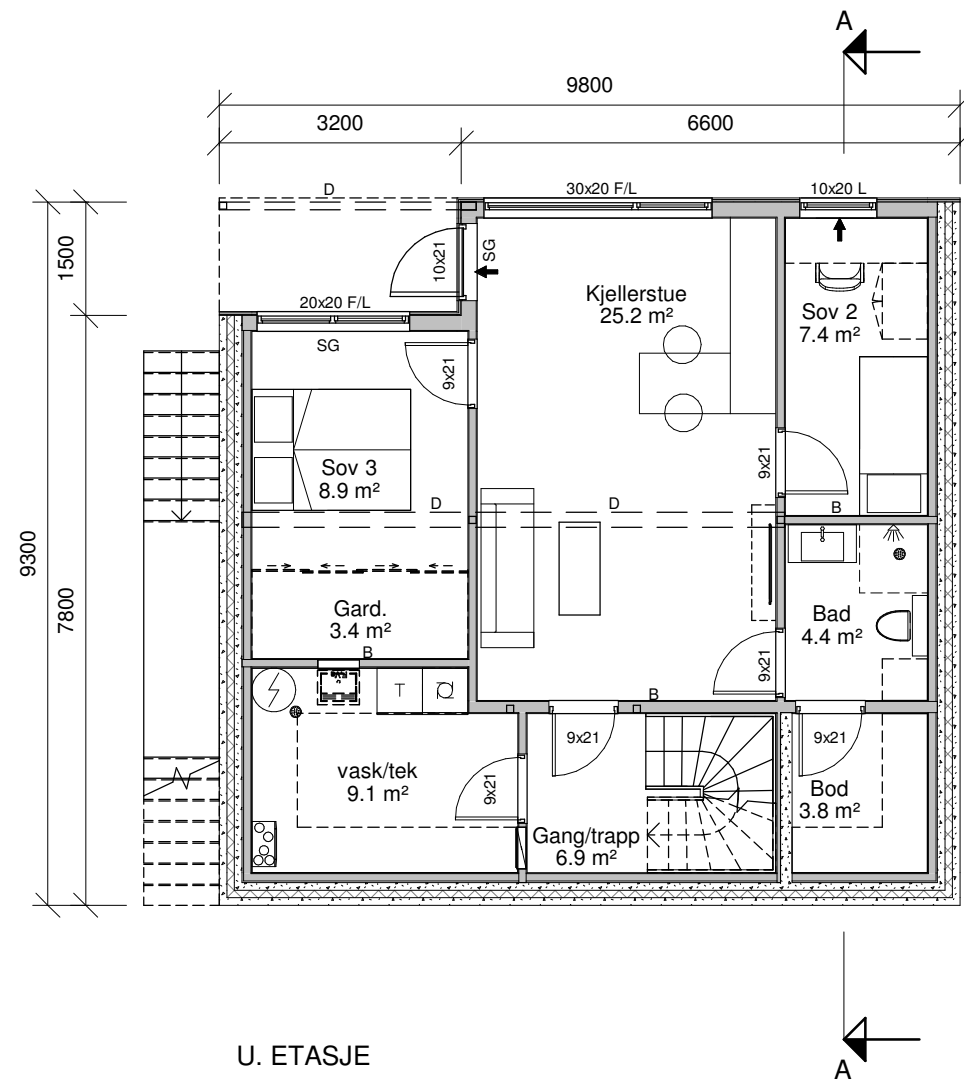 A
9800
3200
6600
D
30x20 F/L
10x20 L
1500
10x21
SG
20x20 F/L
SG
Kjellerstue
25.2 m²
Sov 2
7.4 m²
9x21
Sov 3
8.9 m²
9x21
D
D
B
9300
7800
Gard.
3.4 m²
B
Bad
4.4 m²
9x21
B
T
vask/tek
9.1 m²
9x21
9x21
9x21
Gang/trapp
6.9 m²
Bod
3.8 m²
U. ETASJE
A